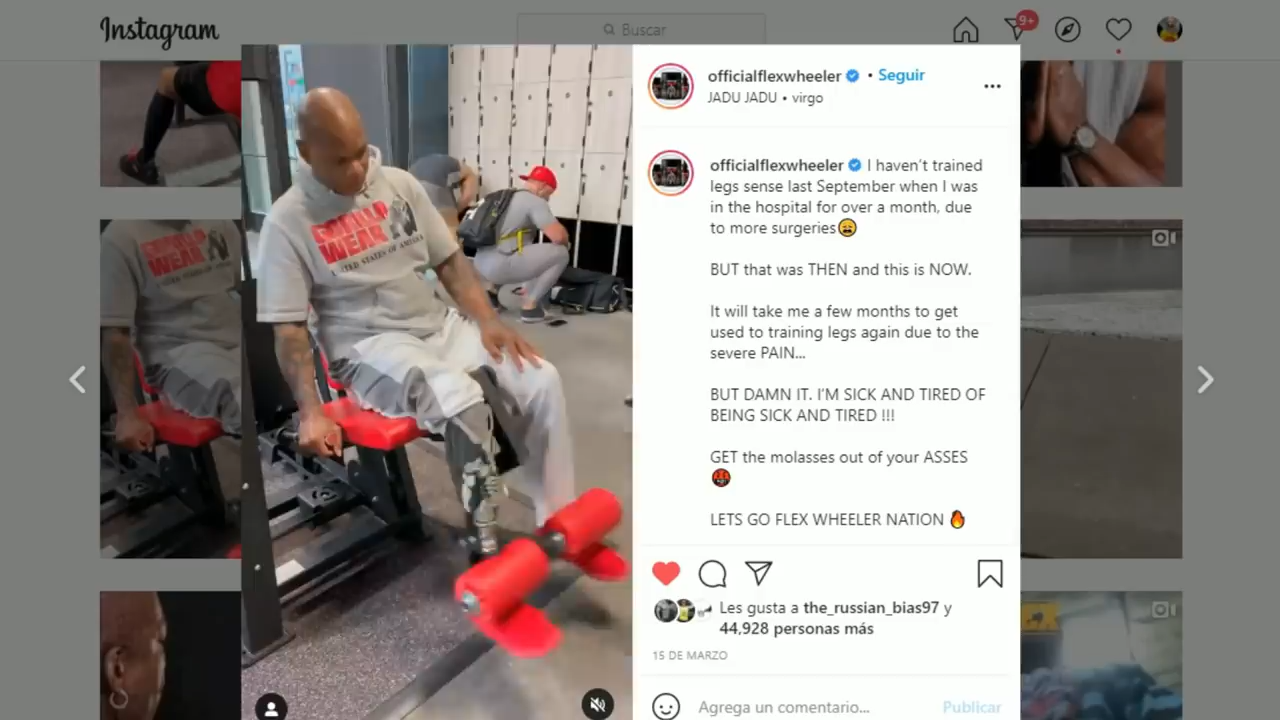 Instagram
Buscar
9+
officialflexwheeler • Seguir
JADU JADU • virgo
officialflexwheeler I haven't trained
legs sense last September when I was
in the hospital for over a month, due
to more surgeries😩
BUT that was THEN and this is NOW.
It will take me a few months to get
used to training legs again due to the
severe PAIN...
BUT DAMN IT. I'M SICK AND TIRED OF
BEING SICK AND TIRED !!!
GET the molasses out of your ASSES
🤬
LETS GO FLEX WHEELER NATION 🔥
Les gusta a the_russian_bias97 y
44,928 personas más
15 DE MARZO
Agrega un comentario...
Publicar
GORILLA
WEAR
UNITED STATES OF AMERICA
WEAR